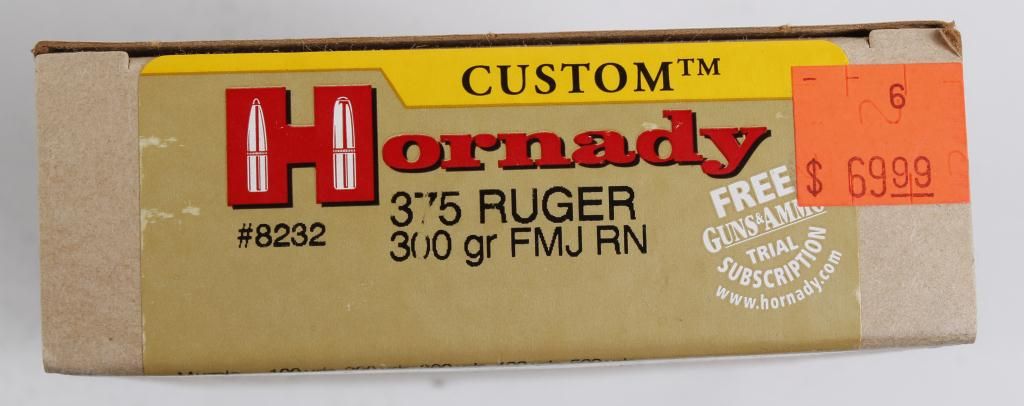 CUSTOM™
Hornady
#8232
375 RUGER
300 gr FMJ RN
6
$ 69.99
FREE
GUNS & AMMO
TRIAL
SUBSCRIPTION
www.hornady.com